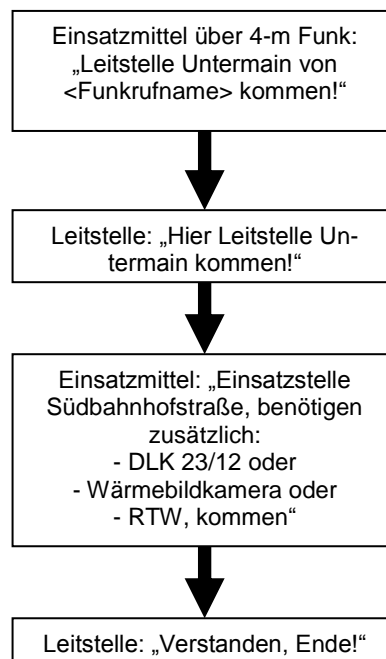 Einsatzmittel über 4-m Funk:
„Leitstelle Untermain von
<Funkrufname> kommen!“
Leitstelle: „Hier Leitstelle Un-
termain kommen!“
Einsatzmittel: „Einsatzstelle
Südbahnhofstraße, benötigen
zusätzlich:
- DLK 23/12 oder
- Wärmebildkamera oder
- RTW, kommen“
Leitstelle: „Verstanden, Ende!“